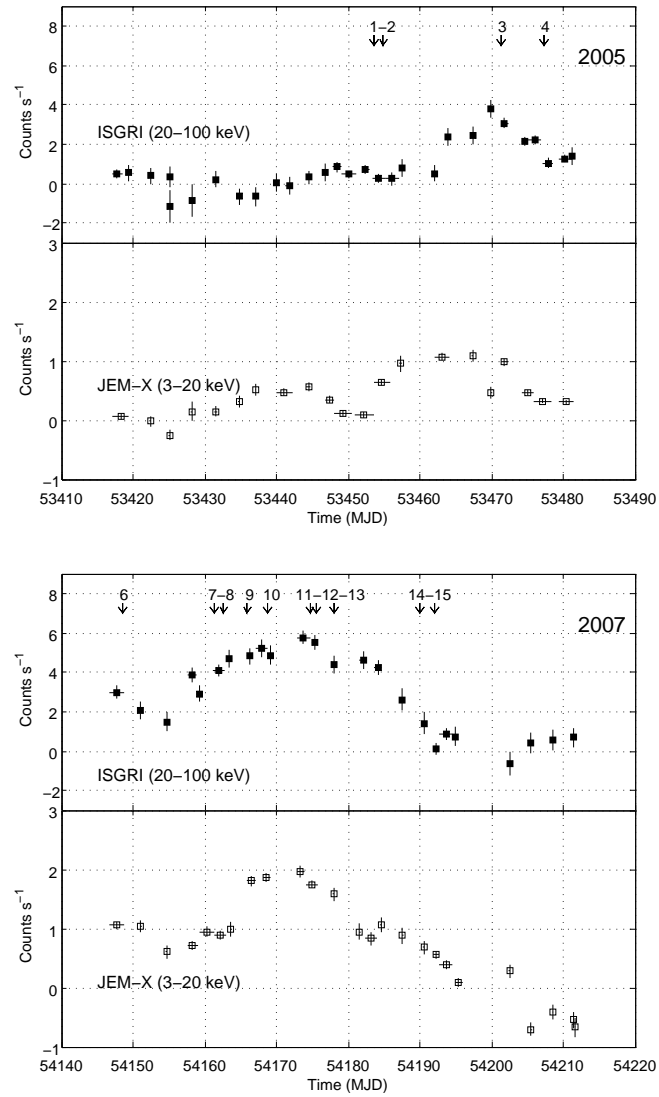 8
6
4
2
0
−2
Counts s−1
1−2 3 4
2005
ISGRI (20−100 keV)
3
2
1
0
−1
Counts s−1
JEM−X (3−20 keV)
53410 53420 53430 53440 53450 53460 53470 53480 53490
Time (MJD)
8
6
4
2
0
−2
Counts s−1
6 7−8 9 10 11−12−13 14−15
2007
ISGRI (20−100 keV)
3
2
1
0
−1
Counts s−1
JEM−X (3−20 keV)
54140 54150 54160 54170 54180 54190 54200 54210 54220
Time (MJD)